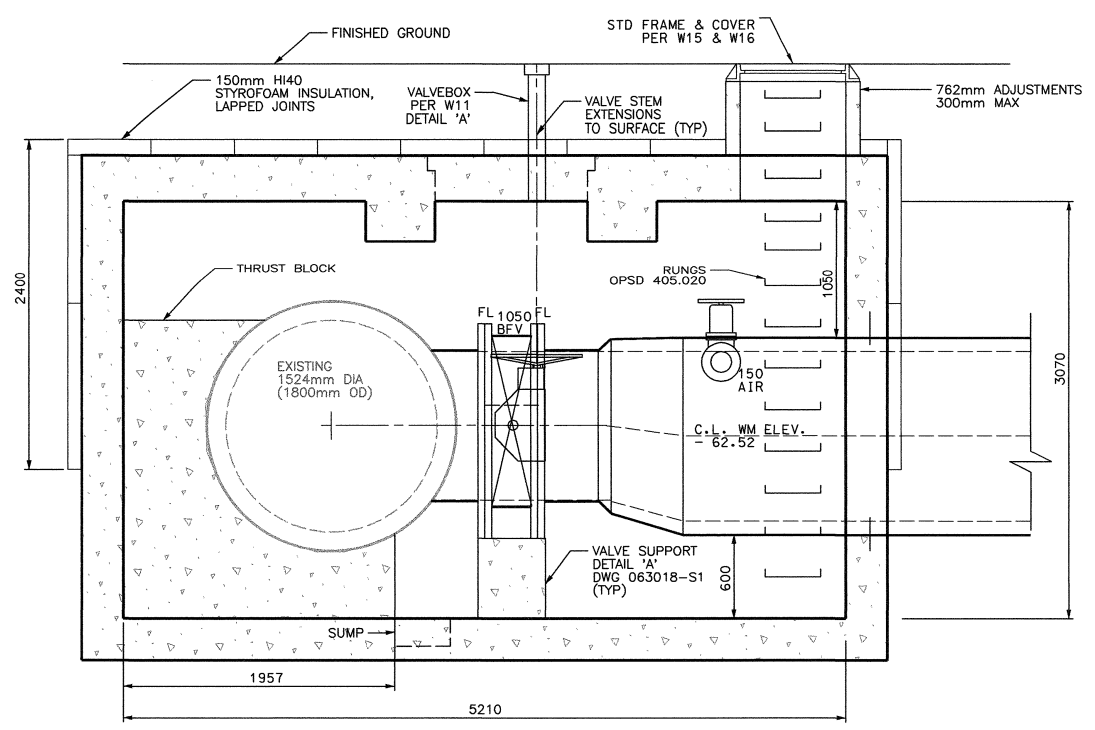 FINISHED GROUND
STD FRAME & COVER
PER W15 & W16
150mm HI40
STYROFOAM INSULATION,
LAPPED JOINTS
VALVEBOX
PER W11
DETAIL 'A'
VALVE STEM
EXTENSIONS
TO SURFACE (TYP)
762mm ADJUSTMENTS
300mm MAX
2400
THRUST BLOCK
RUNGS
OPSD 405.020
1050
3070
FL 1050 FL
BFV
EXISTING
1524mm DIA
(1800mm OD)
150
AIR
C.L. WM ELEV.
- 62.52
VALVE SUPPORT
DETAIL 'A'
DWG 063018-S1
(TYP)
600
SUMP
1957
5210